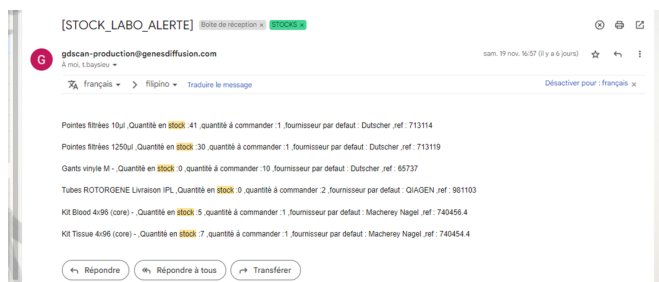 [STOCK_LABO_ALERTE] Boîte de réception × STOCKS ×
G
gdscan-production@genesdiffusion.com sam. 19 nov. 16:57 (il y a 6 jours)
À moi, t.baysieu
français > filipino Traduire le message Désactiver pour : français ×
Pointes filtrées 10µl ,Quantité en stock :41 ,quantité à commander :1 ,fournisseur par defaut : Dutscher ,ref : 713114
Pointes filtrées 1250µl ,Quantité en stock :30 ,quantité à commander :1 ,fournisseur par defaut : Dutscher ,ref : 713119
Gants vinyle M - ,Quantité en stock :0 ,quantité à commander :10 ,fournisseur par defaut : Dutscher ,ref : 65737
Tubes ROTORGENE Livraison IPL ,Quantité en stock :0 ,quantité à commander :2 ,fournisseur par defaut : QIAGEN ,ref : 981103
Kit Blood 4x96 (core) - ,Quantité en stock :5 ,quantité à commander :1 ,fournisseur par defaut : Macherey Nagel ,ref : 740456.4
Kit Tissue 4x96 (core) - ,Quantité en stock :7 ,quantité à commander :1 ,fournisseur par defaut : Macherey Nagel ,ref : 740454.4
Répondre Répondre à tous Transférer